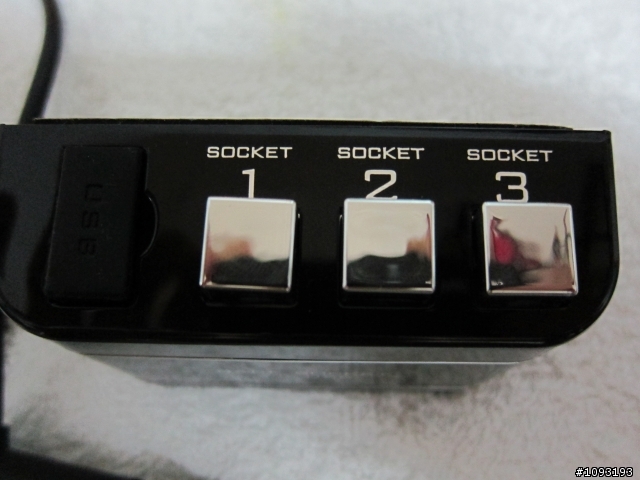 SOCKET SOCKET SOCKET
1 2 3
USB
#1093193